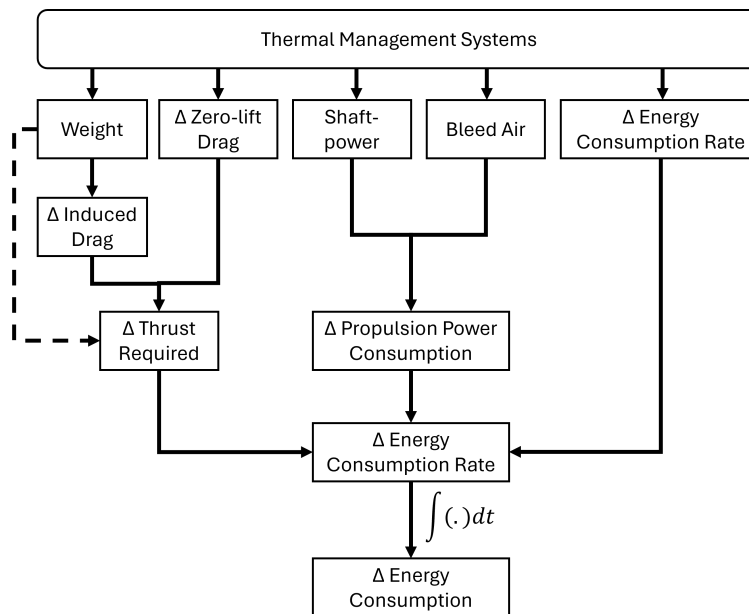 Thermal Management Systems
Weight
Δ Zero-lift
Drag
Shaft-
power
Bleed Air
Δ Energy
Consumption Rate
Δ Induced
Drag
Δ Thrust
Required
Δ Propulsion Power
Consumption
Δ Energy
Consumption Rate
∫(.)dt
Δ Energy
Consumption